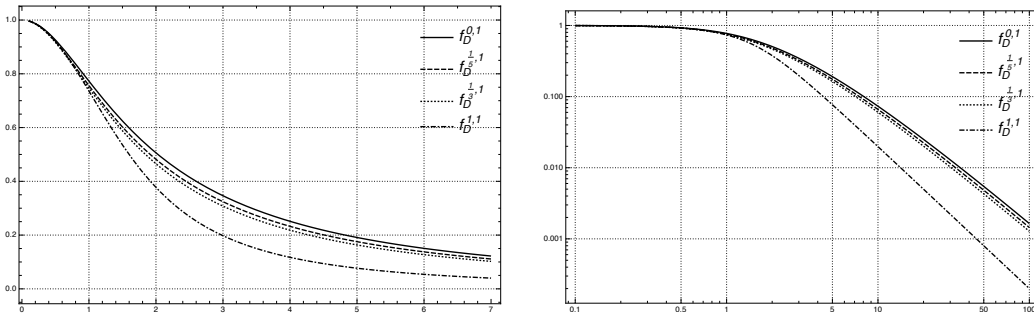 1.0
0.8
0.6
0.4
0.2
0.0
0 1 2 3 4 5 6 7
f_D^{0,1}
f_D^{1/5,1}
f_D^{1/3,1}
f_D^{1,1}
1
0.100
0.010
0.001
0.1 0.5 1 5 10 50 100
f_D^{0,1}
f_D^{1/5,1}
f_D^{1/3,1}
f_D^{1,1}